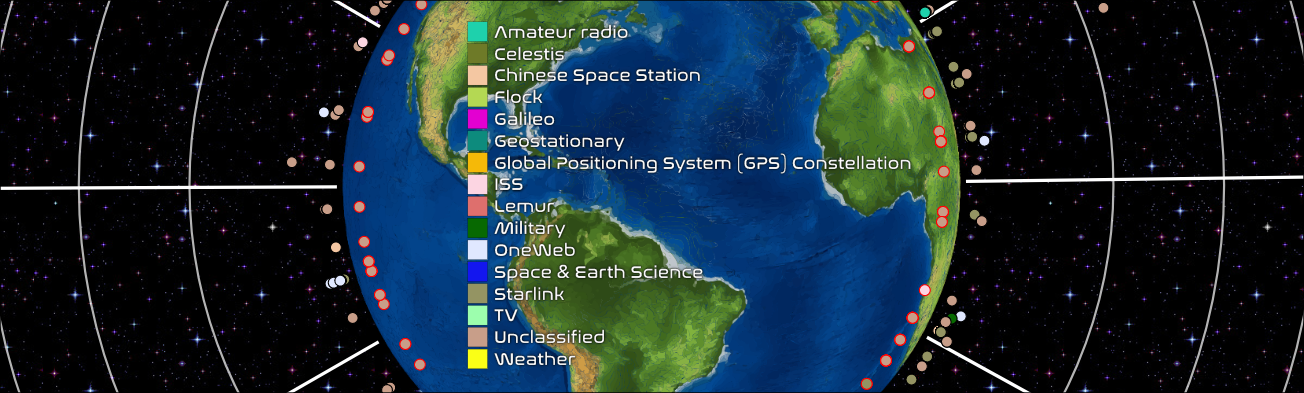 Amateur radio
Celestis
Chinese Space Station
Flock
Galileo
Geostationary
Global Positioning System (GPS) Constellation
ISS
Lemur
Military
OneWeb
Space & Earth Science
Starlink
TV
Unclassified
Weather